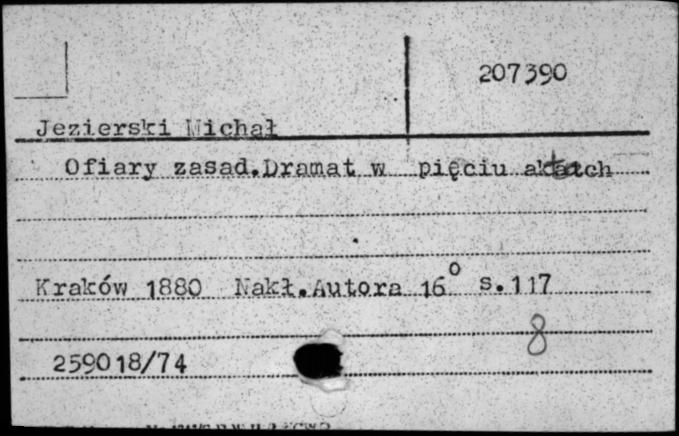 207390
Jezierski Michał
Ofiary zasad.Dramat w pięciu aktach
Kraków 1880 Nakł.Autora 16° s.117
8
259018/74